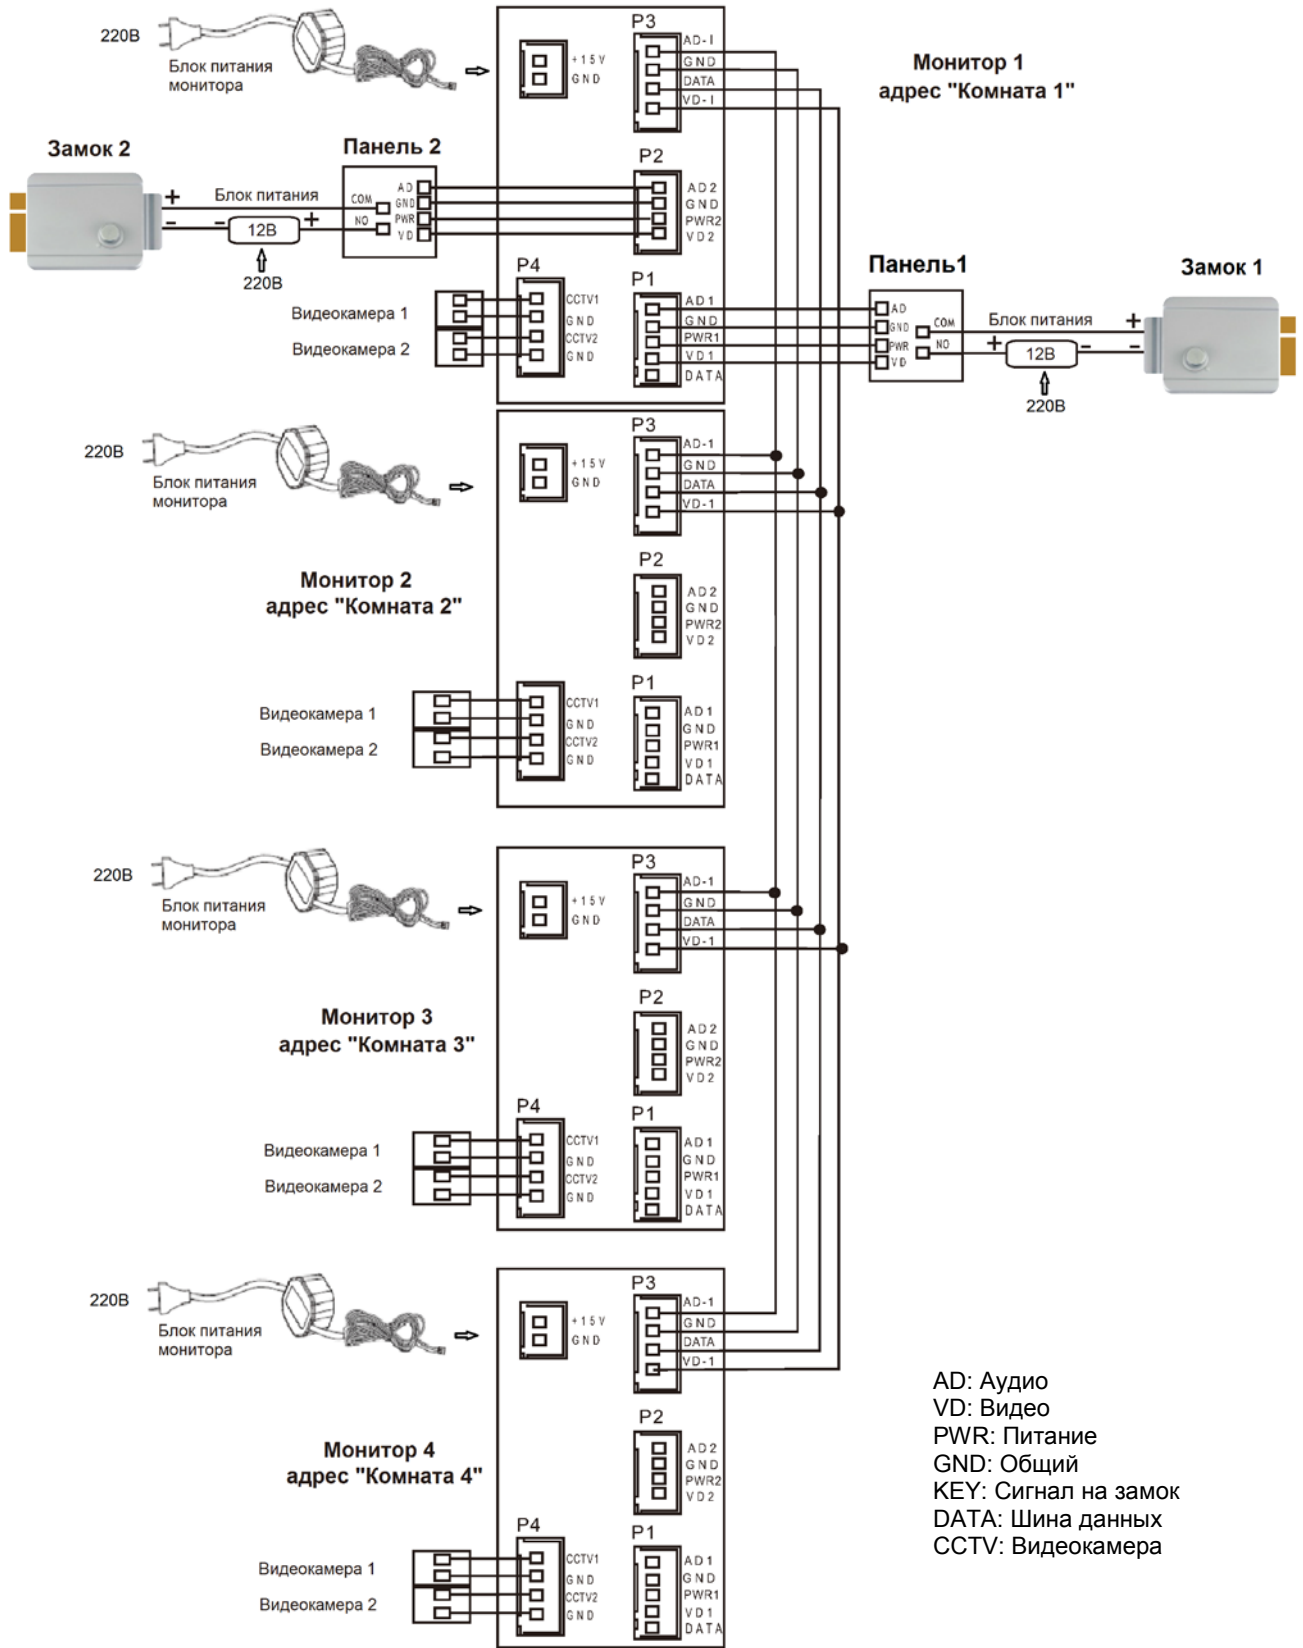 220В
Блок питания
монитора
+15V
GND
P3
AD-I
GND
DATA
VD-I
Монитор 1
адрес "Комната 1"
Замок 2
+
-
Блок питания
-
12В
+
220В
Панель 2
COM
NO
AD
GND
PWR
VD
P2
AD2
GND
PWR2
VD2
P4
CCTV1
GND
CCTV2
GND
Видеокамера 1
Видеокамера 2
P1
AD1
GND
PWR1
VD1
DATA
Панель1
AD
GND
PWR
VD
COM
NO
Блок питания
+
12В
-
220В
+
-
Замок 1
220В
Блок питания
монитора
+15V
GND
P3
AD-1
GND
DATA
VD-1
Монитор 2
адрес "Комната 2"
P2
AD2
GND
PWR2
VD2
Видеокамера 1
Видеокамера 2
CCTV1
GND
CCTV2
GND
P1
AD1
GND
PWR1
VD1
DATA
220В
Блок питания
монитора
+15V
GND
P3
AD-1
GND
DATA
VD-1
Монитор 3
адрес "Комната 3"
P2
AD2
GND
PWR2
VD2
P4
Видеокамера 1
Видеокамера 2
CCTV1
GND
CCTV2
GND
P1
AD1
GND
PWR1
VD1
DATA
220В
Блок питания
монитора
+15V
GND
P3
AD-1
GND
DATA
VD-1
Монитор 4
адрес "Комната 4"
P2
AD2
GND
PWR2
VD2
P4
Видеокамера 1
Видеокамера 2
CCTV1
GND
CCTV2
GND
P1
AD1
GND
PWR1
VD1
DATA
AD: Аудио
VD: Видео
PWR: Питание
GND: Общий
KEY: Сигнал на замок
DATA: Шина данных
CCTV: Видеокамера